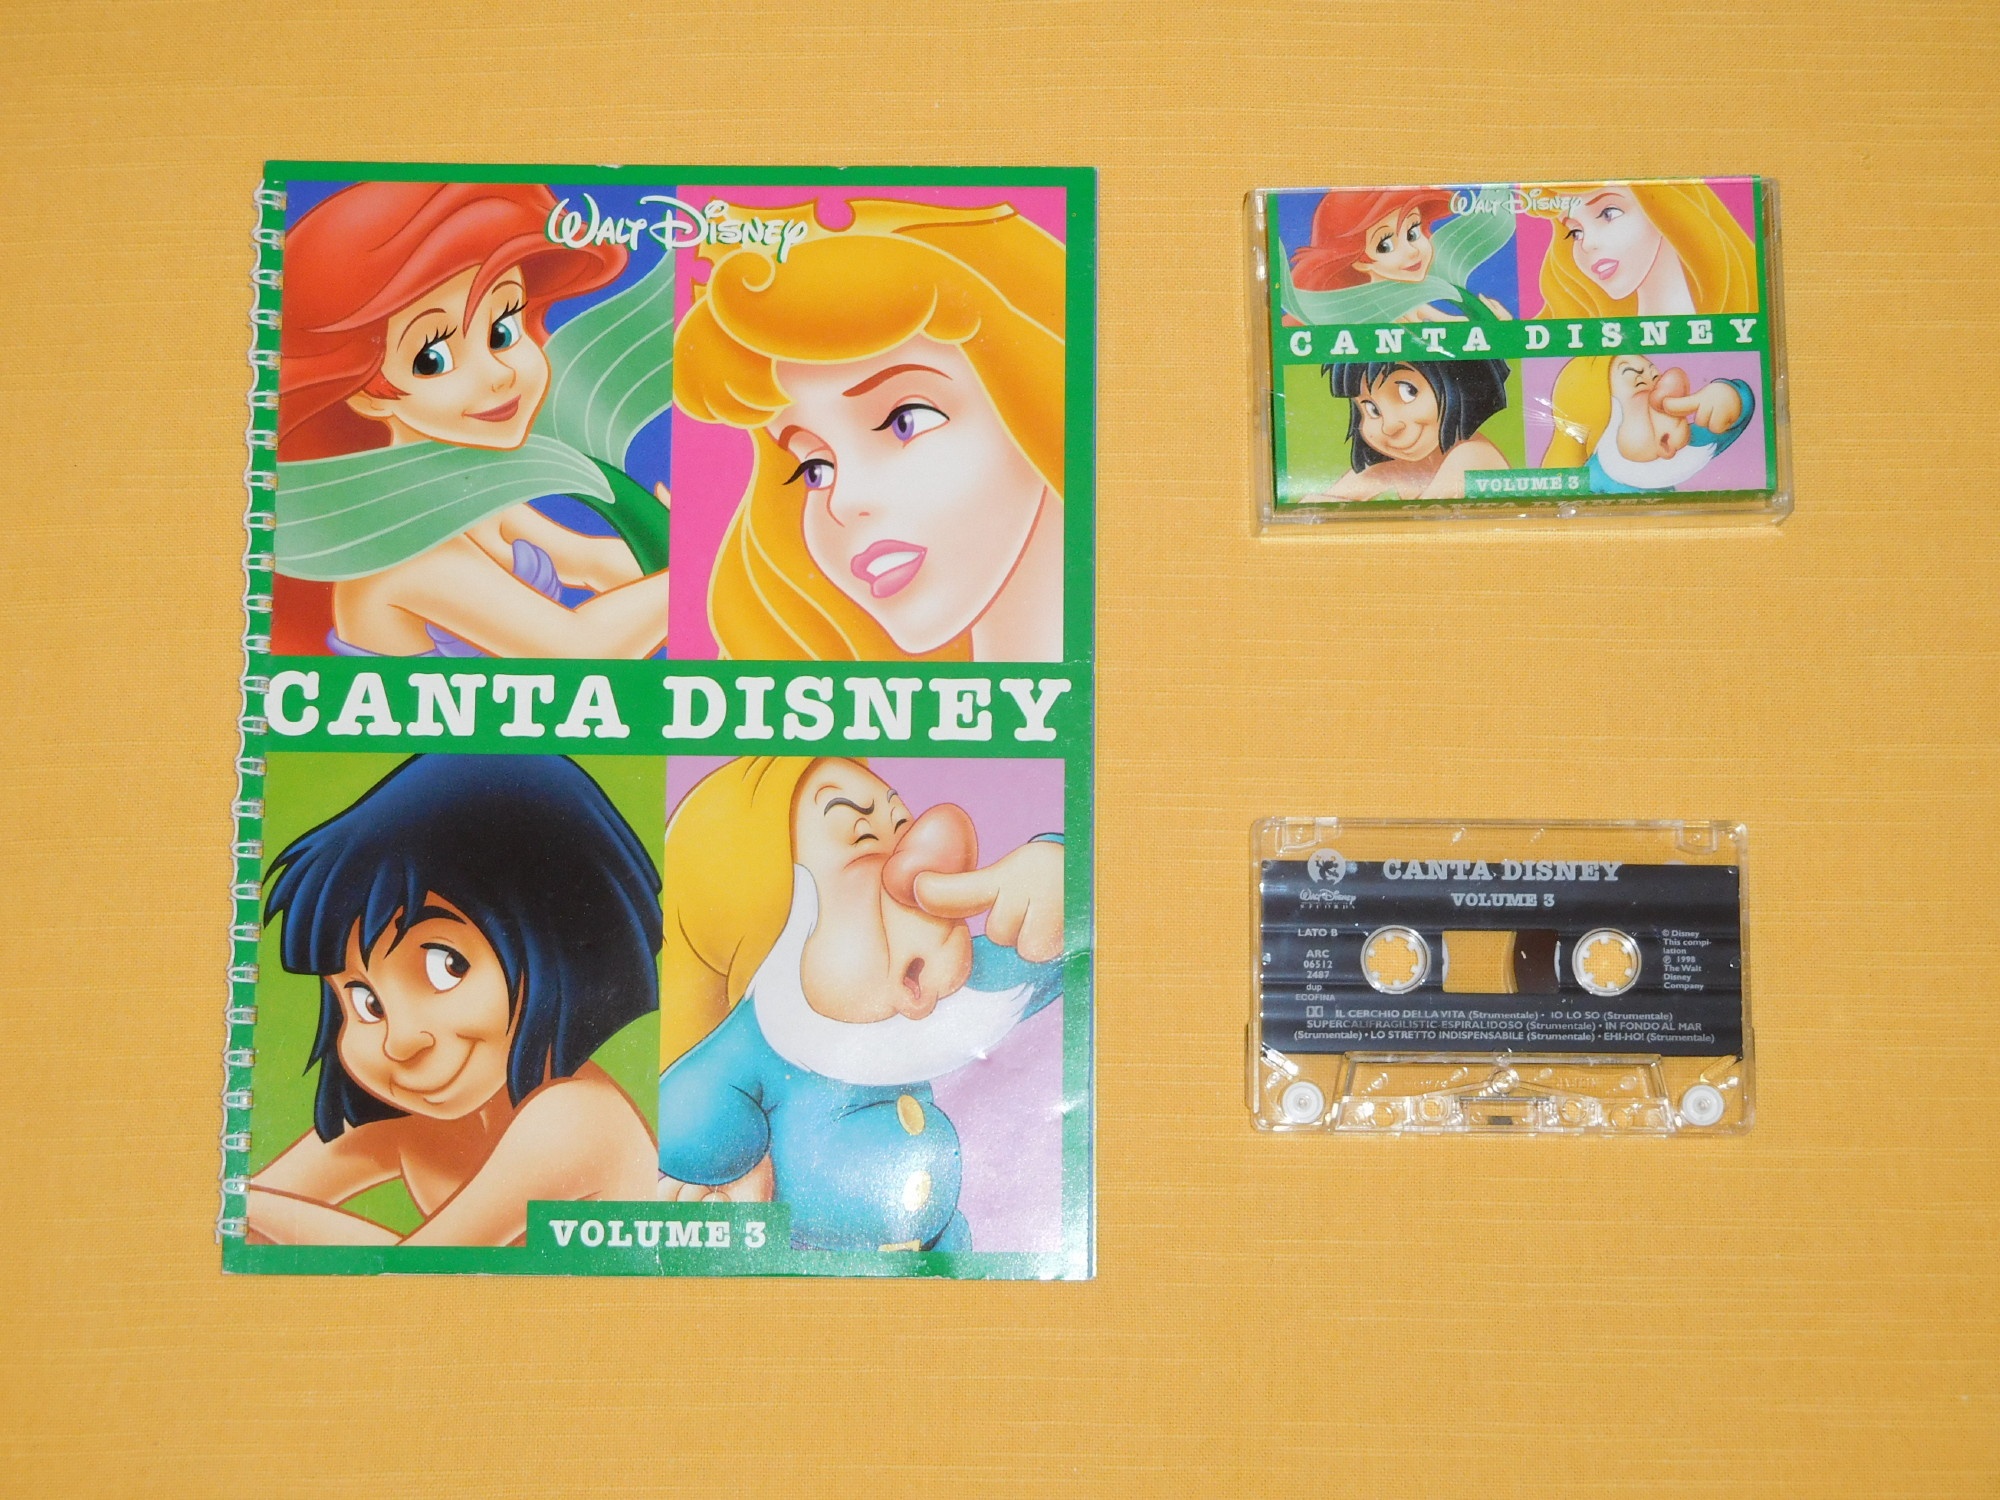 WALT DISNEY
CANTA DISNEY
VOLUME 3
WALT DISNEY
CANTA DISNEY
VOLUME 3
CANTA DISNEY
CANTA DISNEY
VOLUME 3
Walt Disney
RECORDS
LATO B
ARC
06512
2487
dup
ECOFINA
© Disney
This compi-
lation
℗ 1998
The Walt
Disney
Company
IL CERCHIO DELLA VITA (Strumentale) • IO LO SO (Strumentale)
SUPERCALIFRAGILISTIC-ESPIRALIDOSO (Strumentale) • IN FONDO AL MAR
(Strumentale) • LO STRETTO INDISPENSABILE (Strumentale) • EHI-HO! (Strumentale)